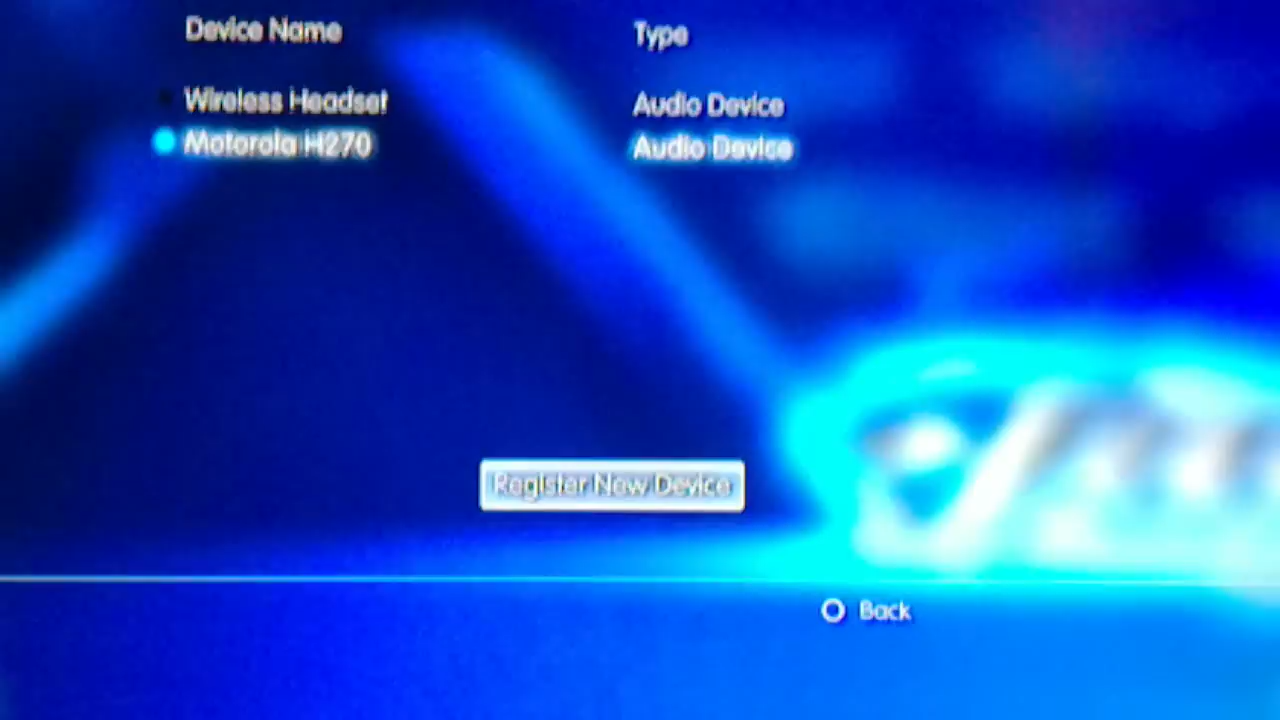 Device Name Type
Wireless Headset Audio Device
Motorola H270 Audio Device
Register New Device
Back